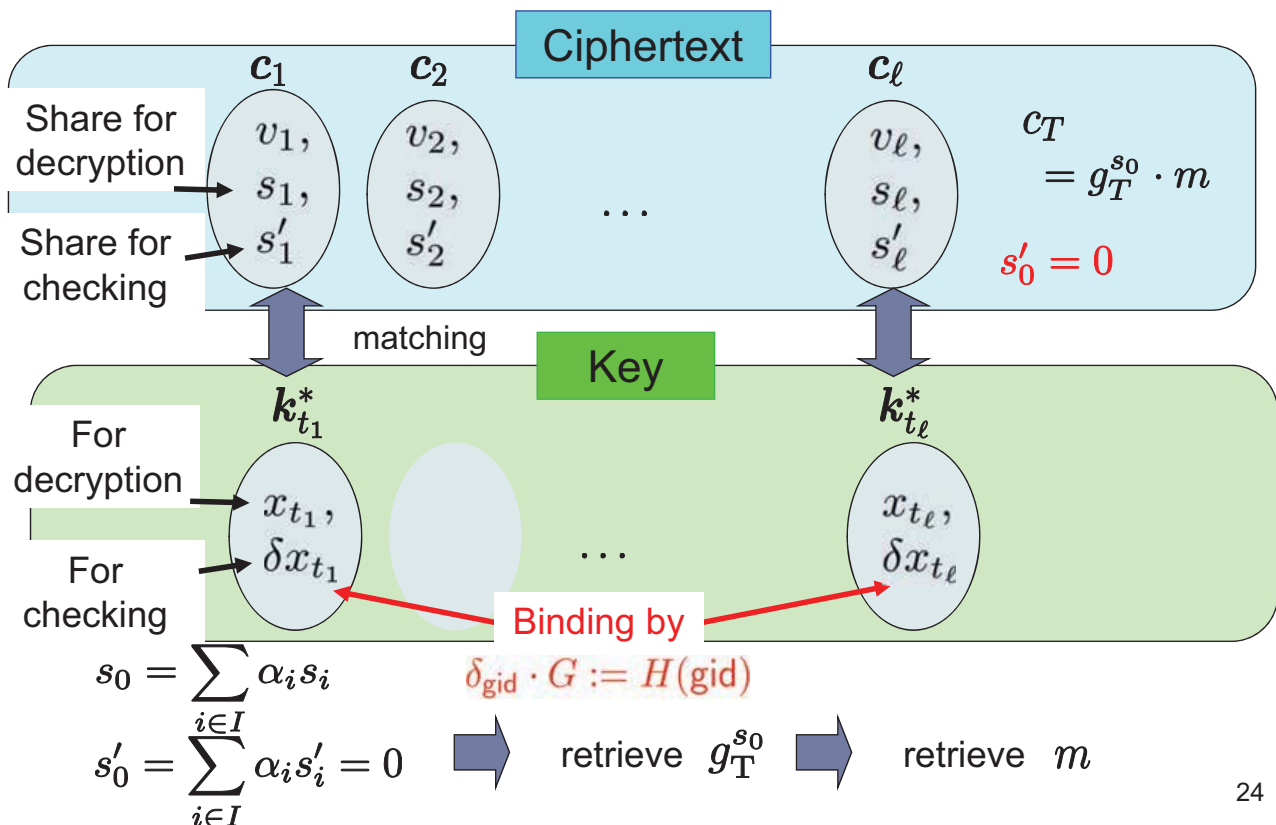 Ciphertext
c_1 c_2 c_ℓ
Share for
decryption
Share for
checking
v_1,
s_1,
s'_1
v_2,
s_2,
s'_2
...
v_ℓ,
s_ℓ,
s'_ℓ
c_T
= g_T^{s_0} · m
s'_0 = 0
matching
Key
k^*_{t_1} k^*_{t_ℓ}
For
decryption
For
checking
x_{t_1},
δx_{t_1}
...
x_{t_ℓ},
δx_{t_ℓ}
Binding by
δ_gid · G := H(gid)
s_0 = ∑_{i∈I} α_i s_i
s'_0 = ∑_{i∈I} α_i s'_i = 0
retrieve g_T^{s_0}
retrieve m
24